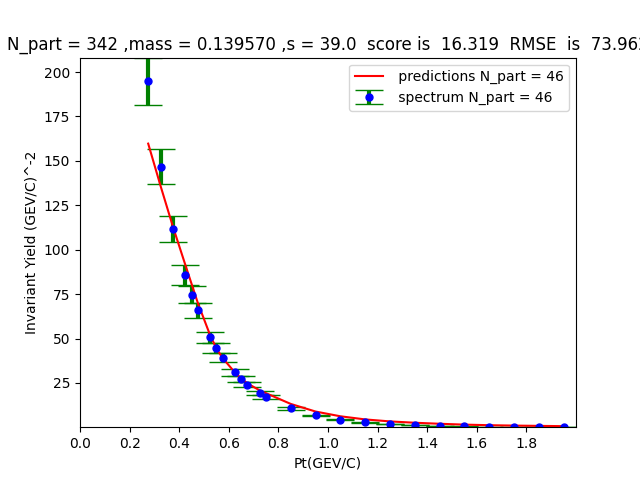 N_part = 342 ,mass = 0.139570 ,s = 39.0 score is 16.319 RMSE is
predictions N_part = 46
spectrum N_part = 46
Invariant Yield (GEV/C)^-2
200
175
150
125
100
75
50
25
0.0 0.2 0.4 0.6 0.8 1.0 1.2 1.4 1.6 1.8
Pt(GEV/C)